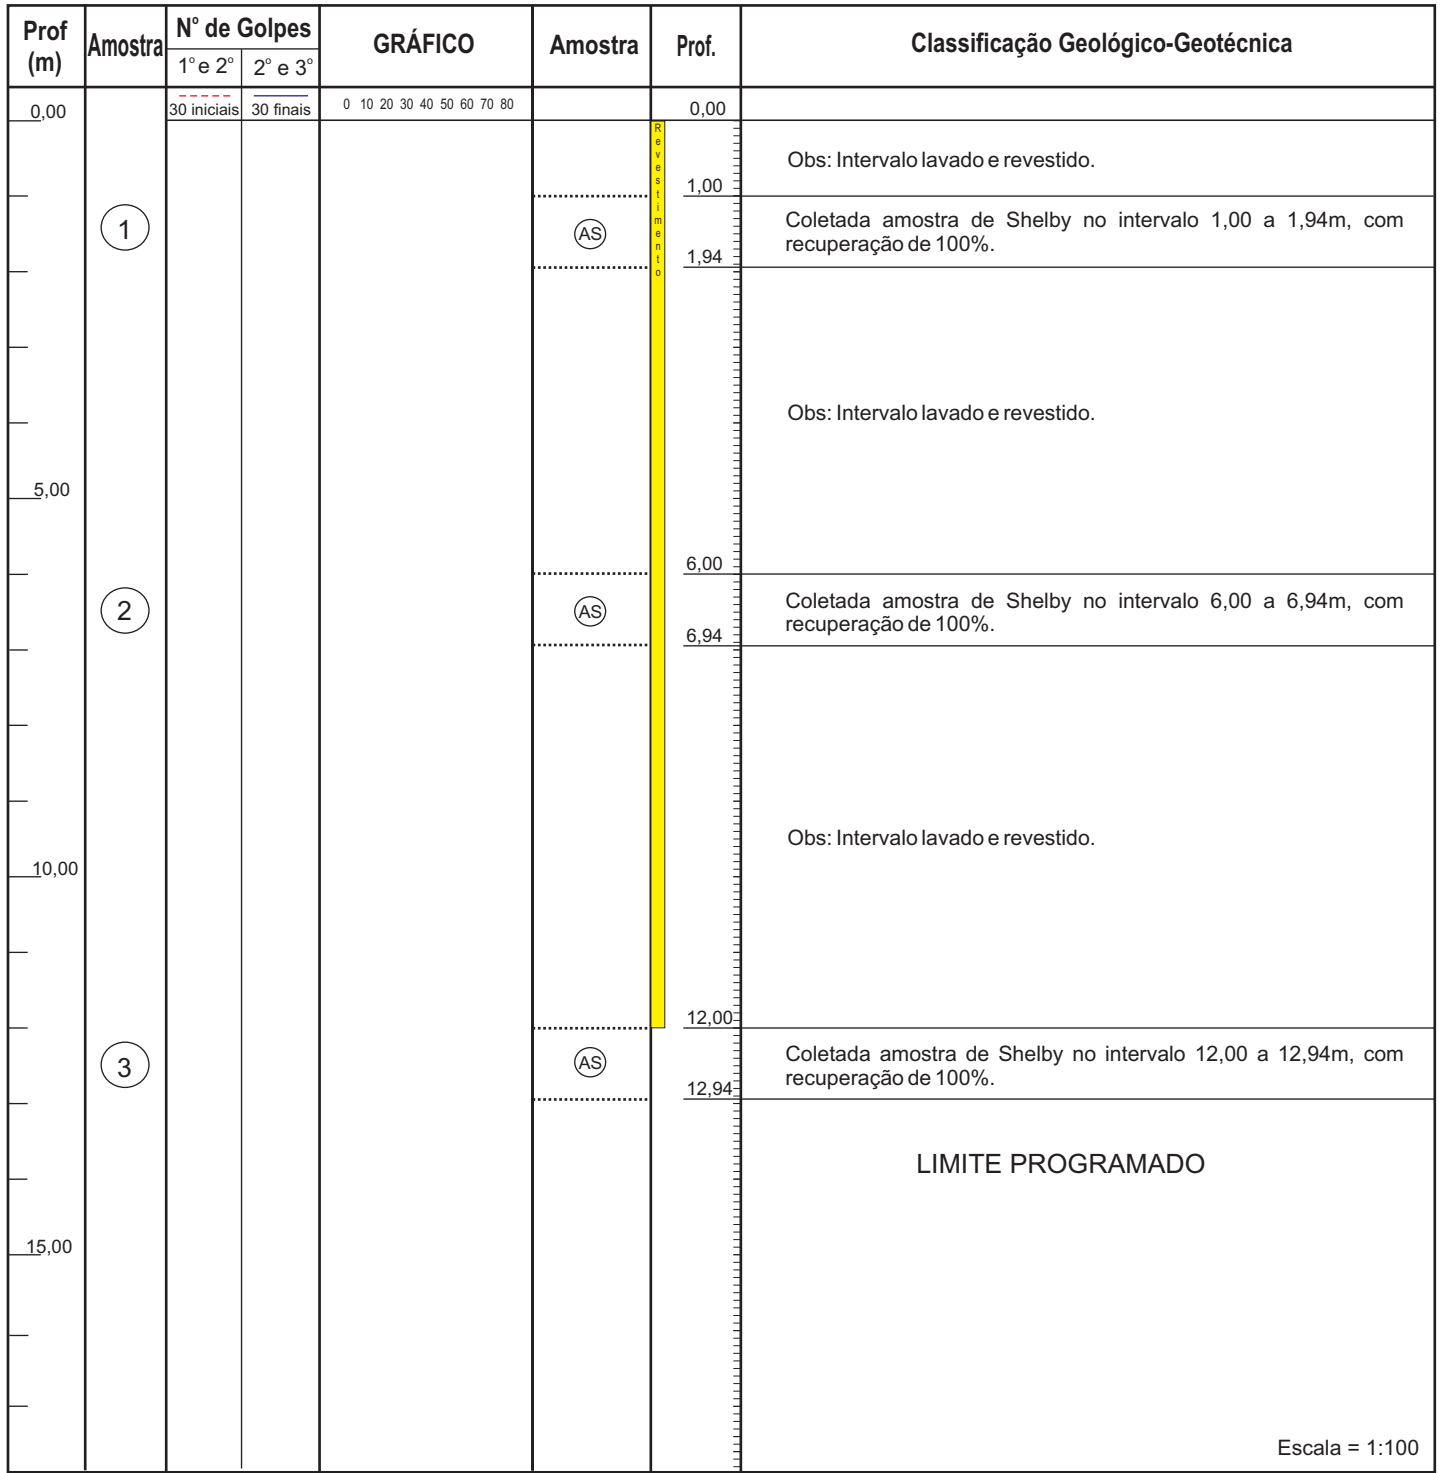 Prof (m)
Amostra
N° de Golpes
1° e 2°
2° e 3°
GRÁFICO
Amostra
Prof.
Classificação Geológico-Geotécnica
0,00
30 iniciais
30 finais
0 10 20 30 40 50 60 70 80
0,00
Revestimento
Obs: Intervalo lavado e revestido.
1,00
1
AS
Coletada amostra de Shelby no intervalo 1,00 a 1,94m, com
recuperação de 100%.
1,94
Obs: Intervalo lavado e revestido.
5,00
6,00
2
AS
Coletada amostra de Shelby no intervalo 6,00 a 6,94m, com
recuperação de 100%.
6,94
Obs: Intervalo lavado e revestido.
10,00
12,00
3
AS
Coletada amostra de Shelby no intervalo 12,00 a 12,94m, com
recuperação de 100%.
12,94
LIMITE PROGRAMADO
15,00
Escala = 1:100